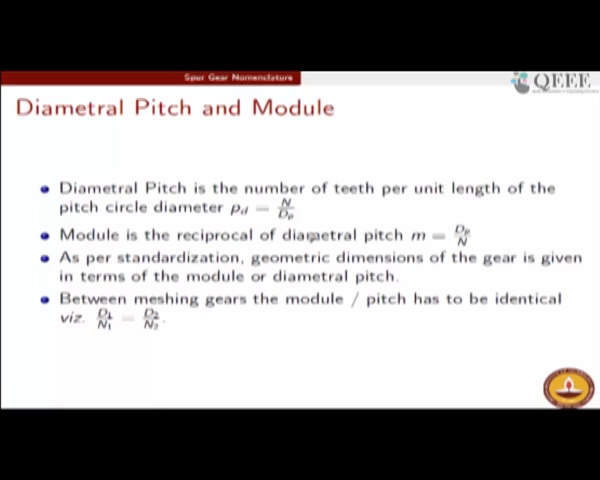 Spur Gear Nomenclature
QEEE
Diametral Pitch and Module
Diametral Pitch is the number of teeth per unit length of the
pitch circle diameter p_d = N/D_p
Module is the reciprocal of diametral pitch m = D_p/N
As per standardization, geometric dimensions of the gear is given
in terms of the module or diametral pitch.
Between meshing gears the module / pitch has to be identical
viz. D_1/N_1 = D_2/N_2.